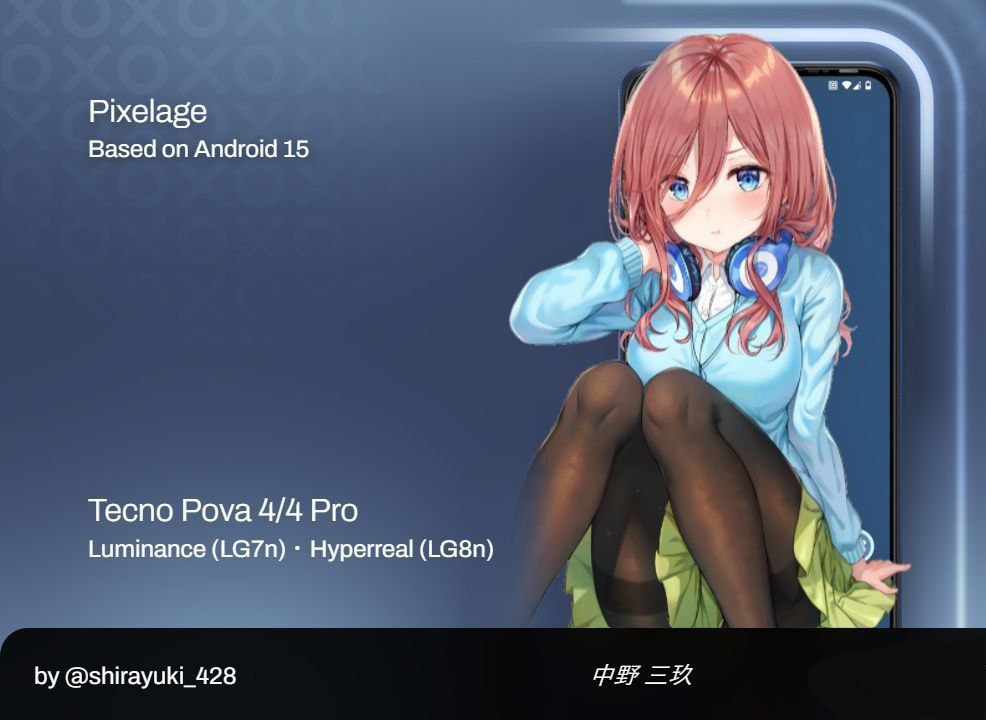 Pixelage
Based on Android 15
Tecno Pova 4/4 Pro
Luminance (LG7n) · Hyperreal (LG8n)
by @shirayuki_428
中野 三玖